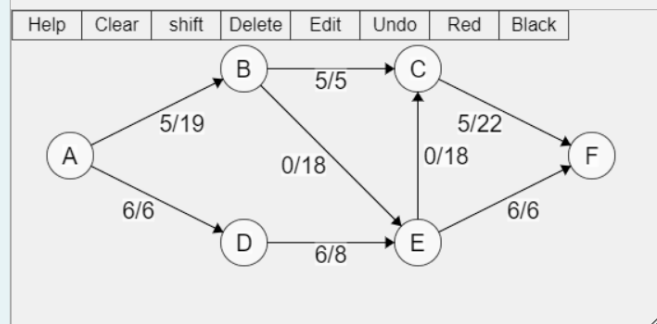 Help Clear shift Delete Edit Undo Red Black
B C
5/5
5/19 5/22
A 0/18 0/18 F
6/6 6/6
D E
6/8